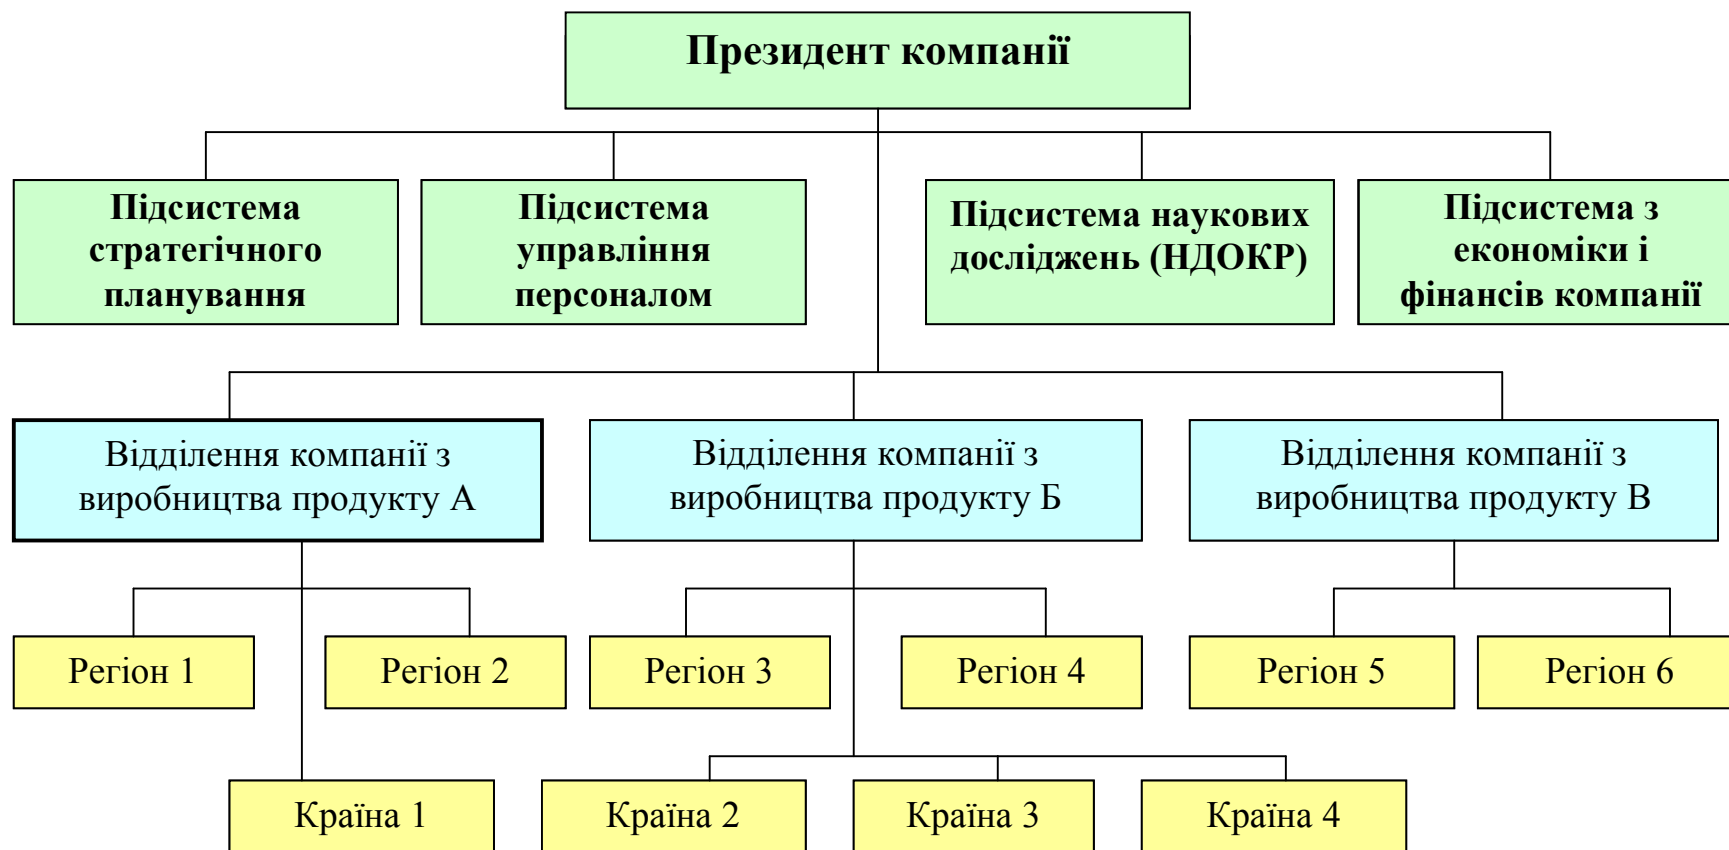 Президент компанії
Підсистема
стратегічного
планування
Підсистема
управління
персоналом
Підсистема наукових
досліджень (НДОКР)
Підсистема з
економіки і
фінансів компанії
Відділення компанії з
виробництва продукту А
Відділення компанії з
виробництва продукту Б
Відділення компанії з
виробництва продукту В
Регіон 1
Регіон 2
Регіон 3
Регіон 4
Регіон 5
Регіон 6
Країна 1
Країна 2
Країна 3
Країна 4